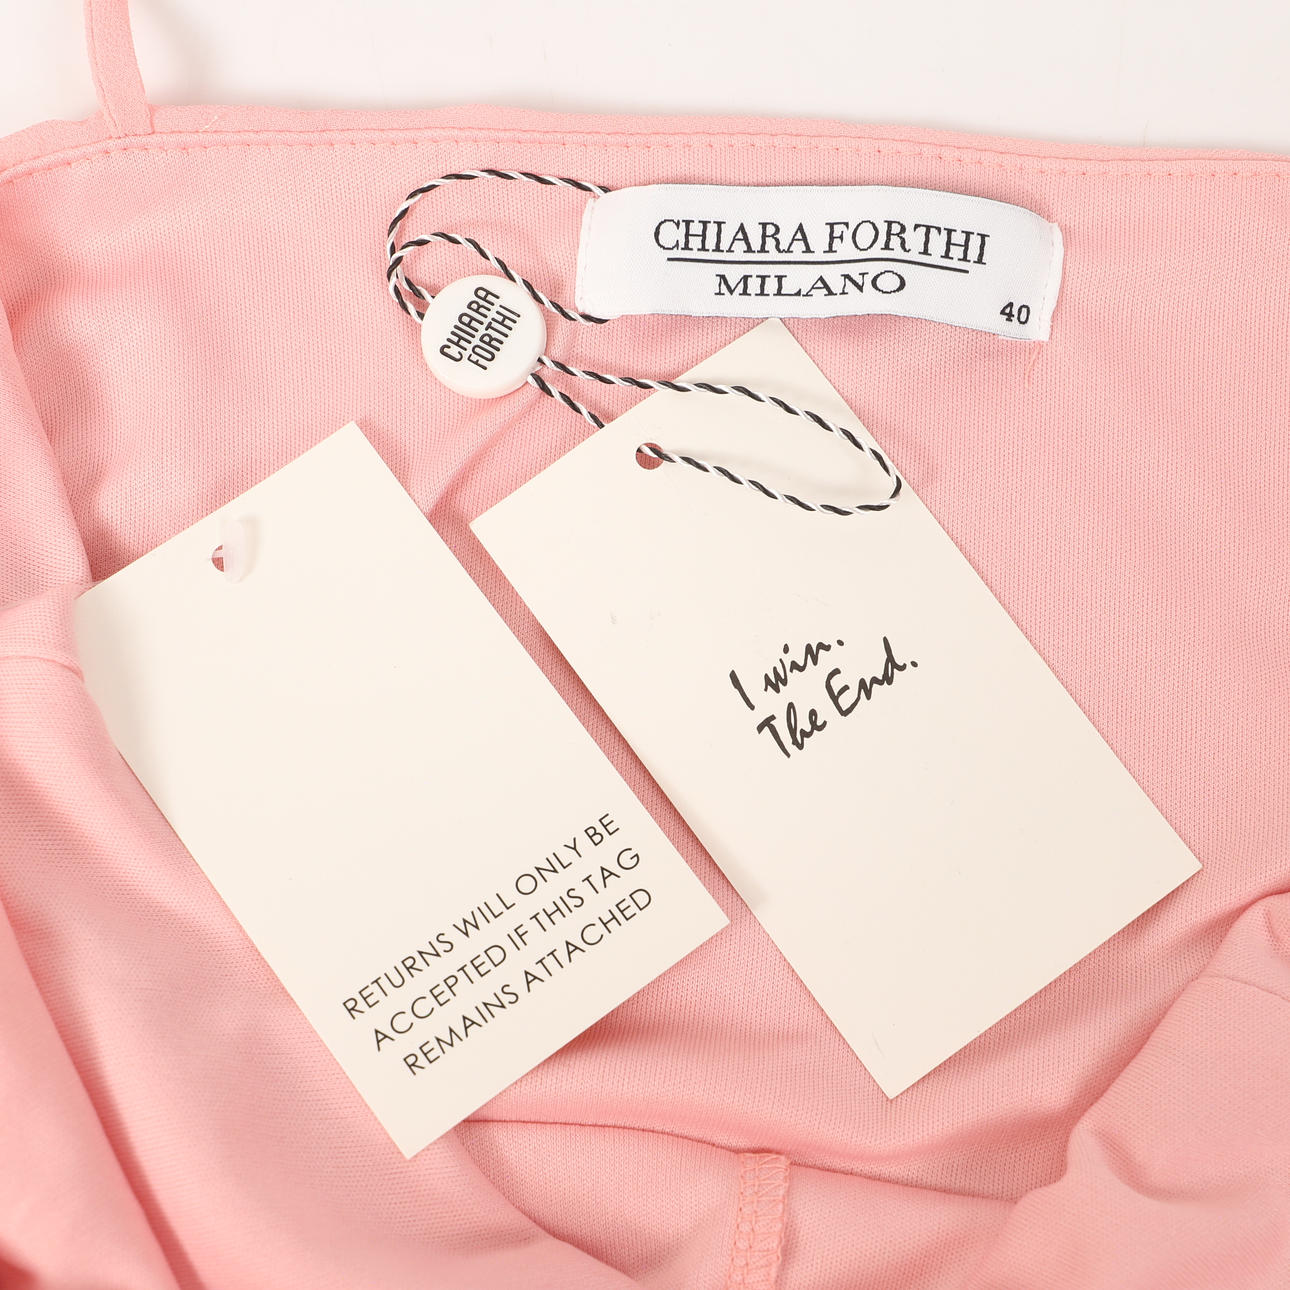 CHIARA FORTHI
MILANO
40
CHIARA
FORTHI
I win.
The End.
RETURNS WILL ONLY BE
ACCEPTED IF THIS TAG
REMAINS ATTACHED